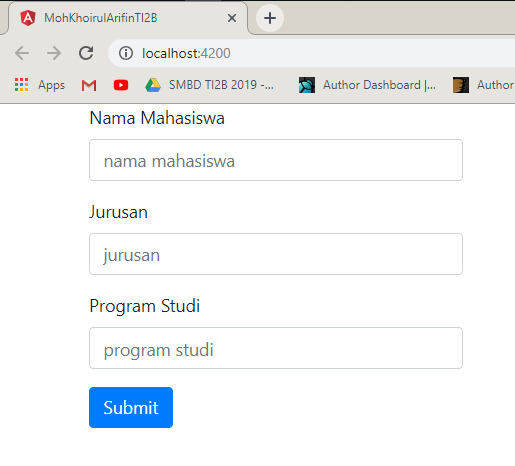 MohKhoirulArifinTI2B
localhost:4200
Apps SMBD TI2B 2019 -... Author Dashboard |... Author
Nama Mahasiswa
nama mahasiswa
Jurusan
jurusan
Program Studi
program studi
Submit